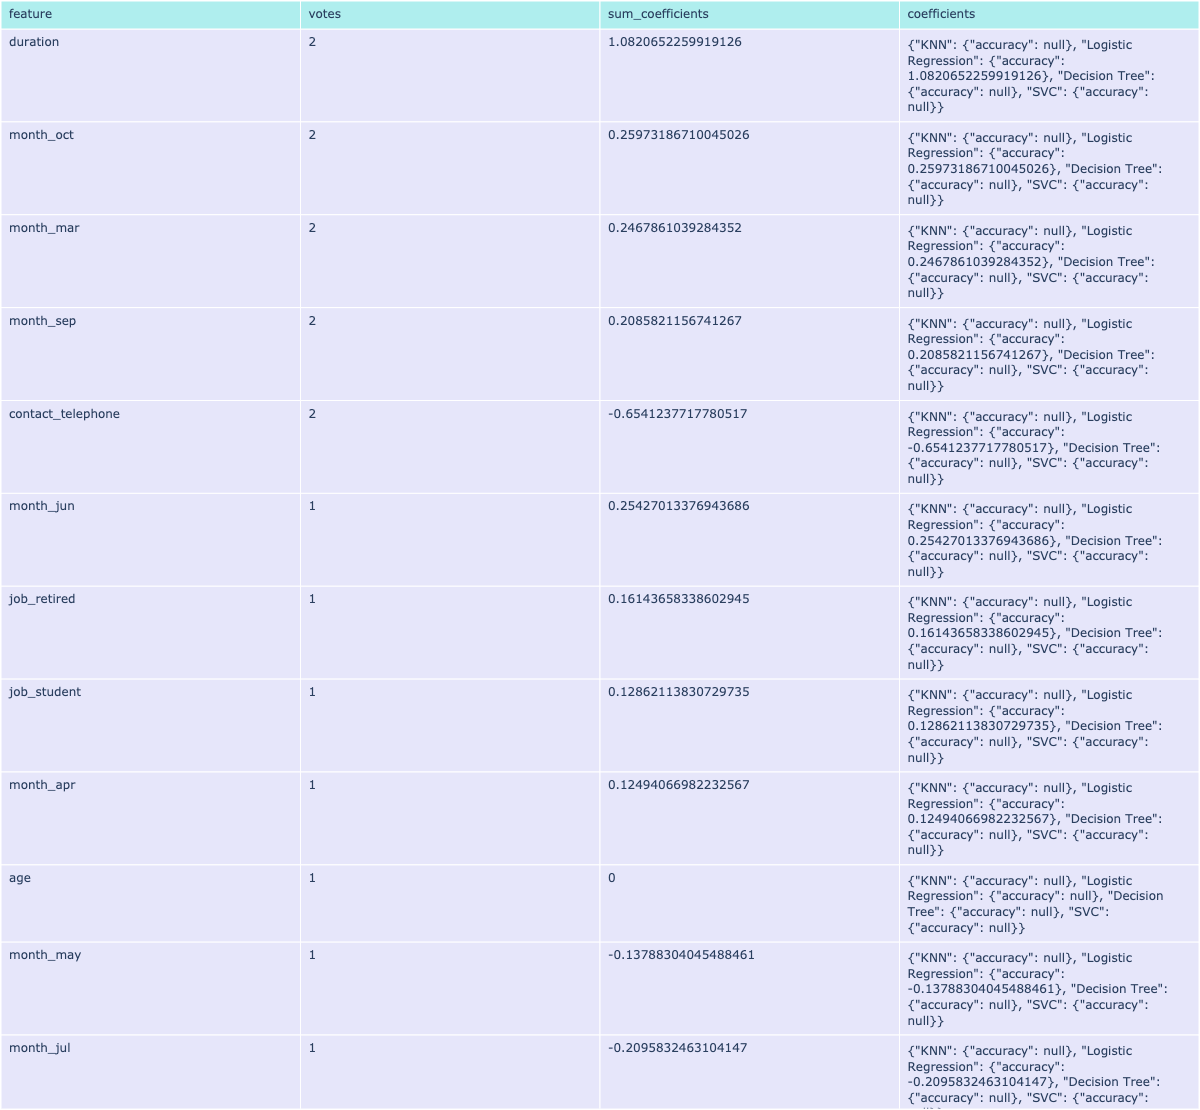 feature votes sum_coefficients coefficients
duration 2 1.0820652259919126 {"KNN": {"accuracy": null}, "Logistic
Regression": {"accuracy":
1.0820652259919126}, "Decision Tree":
{"accuracy": null}, "SVC": {"accuracy":
null}}
month_oct 2 0.25973186710045026 {"KNN": {"accuracy": null}, "Logistic
Regression": {"accuracy":
0.25973186710045026}, "Decision Tree":
{"accuracy": null}, "SVC": {"accuracy":
null}}
month_mar 2 0.2467861039284352 {"KNN": {"accuracy": null}, "Logistic
Regression": {"accuracy":
0.2467861039284352}, "Decision Tree":
{"accuracy": null}, "SVC": {"accuracy":
null}}
month_sep 2 0.2085821156741267 {"KNN": {"accuracy": null}, "Logistic
Regression": {"accuracy":
0.2085821156741267}, "Decision Tree":
{"accuracy": null}, "SVC": {"accuracy":
null}}
contact_telephone 2 -0.6541237717780517 {"KNN": {"accuracy": null}, "Logistic
Regression": {"accuracy":
-0.6541237717780517}, "Decision Tree":
{"accuracy": null}, "SVC": {"accuracy":
null}}
month_jun 1 0.25427013376943686 {"KNN": {"accuracy": null}, "Logistic
Regression": {"accuracy":
0.25427013376943686}, "Decision Tree":
{"accuracy": null}, "SVC": {"accuracy":
null}}
job_retired 1 0.16143658338602945 {"KNN": {"accuracy": null}, "Logistic
Regression": {"accuracy":
0.16143658338602945}, "Decision Tree":
{"accuracy": null}, "SVC": {"accuracy":
null}}
job_student 1 0.12862113830729735 {"KNN": {"accuracy": null}, "Logistic
Regression": {"accuracy":
0.12862113830729735}, "Decision Tree":
{"accuracy": null}, "SVC": {"accuracy":
null}}
month_apr 1 0.12494066982232567 {"KNN": {"accuracy": null}, "Logistic
Regression": {"accuracy":
0.12494066982232567}, "Decision Tree":
{"accuracy": null}, "SVC": {"accuracy":
null}}
age 1 0 {"KNN": {"accuracy": null}, "Logistic
Regression": {"accuracy": null}, "Decision
Tree": {"accuracy": null}, "SVC":
{"accuracy": null}}
month_may 1 -0.13788304045488461 {"KNN": {"accuracy": null}, "Logistic
Regression": {"accuracy":
-0.13788304045488461}, "Decision Tree":
{"accuracy": null}, "SVC": {"accuracy":
null}}
month_jul 1 -0.2095832463104147 {"KNN": {"accuracy": null}, "Logistic
Regression": {"accuracy":
-0.2095832463104147}, "Decision Tree":
{"accuracy": null}, "SVC": {"accuracy":